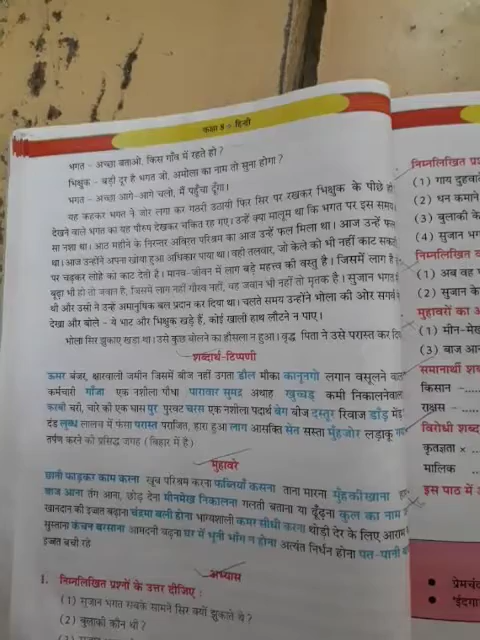 कक्षा 8 > हिन्दी
भगत - अच्छा बताओ, किस गाँव में रहते हो ?
भिक्षुक - बड़ी दूर है भगत जी, अमोला का नाम तो सुना होगा ?
भगत - अच्छा आगे-आगे चलो, मैं पहुँचा दूँगा।
यह कहकर भगत ने जोर लगा कर गठरी उठायी फिर सिर पर रखकर भिक्षुक के पीछे हो
देखने वाले भगत का यह पौरुष देखकर चकित रह गए। उन्हें क्या मालूम था कि भगत पर इस समय
सा नशा था। आठ महीने के निरन्तर अविरत परिश्रम का आज उन्हें फल मिला था। आज उन्हें फल
था। आज उन्होंने अपना खोया हुआ अधिकार पाया था। वही तलवार, जो केले को भी नहीं काट सकती
पर चढ़कर लोहे को काट देती है। मानव-जीवन में लाग बड़े महत्त्व की वस्तु है। जिसमें लाग है
बूढ़ा भी हो तो जवान है, जिसमें लाग नहीं गौरव नहीं, वह जवान भी नहीं तो मृतक है। सुजान भगत
थी और उसी ने उन्हें अमानुषिक बल प्रदान कर दिया था। चलते समय उन्होंने भोला की ओर सगर्व
देखा और बोले - ये भाट और भिक्षुक खड़े हैं, कोई खाली हाथ लौटने न पाए।
भोला सिर झुकाए खड़ा था। उसे कुछ बोलने का हौसला न हुआ। वृद्ध पिता ने उसे परास्त कर दिया
शब्दार्थ-टिप्पणी
ऊसर बंजर, क्षारवाली जमीन जिसमें बीज नहीं उगता डौल मौका कानूनगो लगान वसूलने वाला
कर्मचारी गाँजा एक नशीला पौधा पारावार समुद्र अथाह खुच्चड़ कमी निकालनेवाला
चारे की एक घास पुर पुरवट चरस एक नशीला पदार्थ बेग बोज दस्तूर रिवाज डाँड़ मेंड़
दंड लुब्ध लालच में फंसा परास्त पराजित, हारा हुआ लाग आसक्ति सेंत सस्ता मुँहजोर लड़ाकू
तर्पण करने की प्रसिद्ध जगह (बिहार में है)
मुहावरे
छाती फाड़कर काम करना खूब परिश्रम करना फब्तियाँ कसना ताना मारना मुँहकीखाना
बाज आना तंग आना, छोड़ देना मीनमेख निकालना गलती बताना या ढूँढ़ना कुल का नाम
खानदान की इज्जत बढ़ाना चंद्रमा बली होना भाग्यशाली कमर सीधी करना थोड़ी देर के लिए आराम
सुस्ताना कंचन बरसाना आमदनी बढ़ना घर में भूनी भाँग न होना अत्यंत निर्धन होना पत-पानी
इज्जत बची रहे
अभ्यास
1. निम्नलिखित प्रश्नों के उत्तर दीजिए :
(1) सुजान भगत सबके सामने सिर क्यों झुकाते थे ?
(2) बुलाकी कौन थी ?
निम्नलिखित
(1) गाय दुहने
(2) धन कमाने
(3) बुलाकी के
(4) सुजान भगत
निम्नलिखित
(1) अब वह
(2) सुजान के
मुहावरों का
(1) मीन-मेख
(3) बाज आना
समानार्थी शब्द
किसान -
राक्षस -
विरोधी शब्द
कृतज्ञता ×
मालिक
इस पाठ में
• प्रेमचंद
• 'ईदगाह